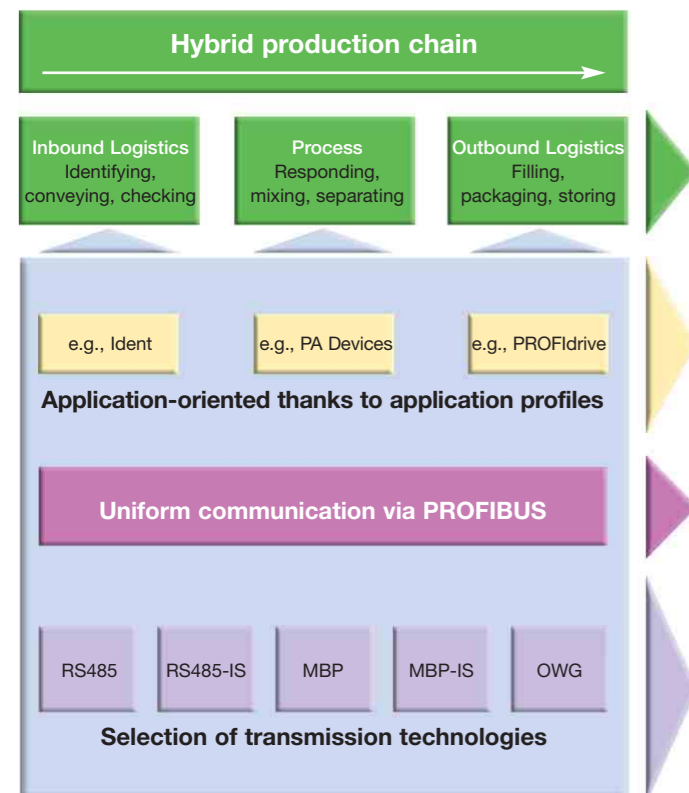 Hybrid production chain
Inbound Logistics
Identifying,
conveying, checking
Process
Responding,
mixing, separating
Outbound Logistics
Filling,
packaging, storing
e.g., Ident
e.g., PA Devices
e.g., PROFIdrive
Application-oriented thanks to application profiles
Uniform communication via PROFIBUS
RS485
RS485-IS
MBP
MBP-IS
OWG
Selection of transmission technologies